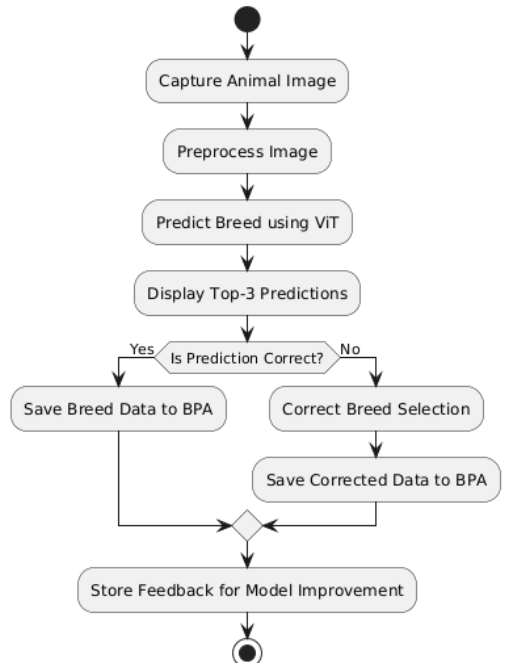 Capture Animal Image
Preprocess Image
Predict Breed using ViT
Display Top-3 Predictions
Yes
Is Prediction Correct?
No
Save Breed Data to BPA
Correct Breed Selection
Save Corrected Data to BPA
Store Feedback for Model Improvement